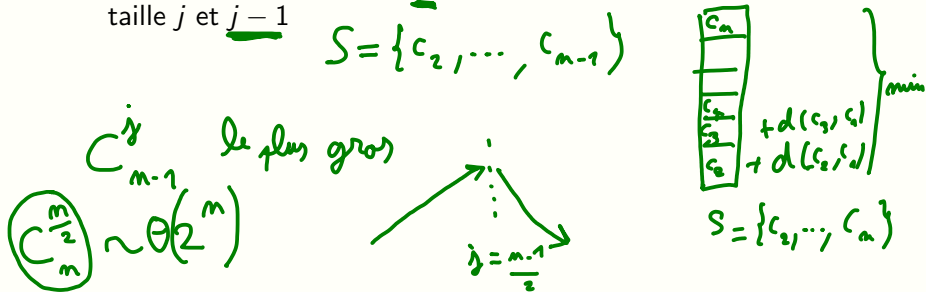 taille j et j − 1
S = {c₂, ..., cₙ₋₁}
C^j_{n-1} le plus gros
C^{n/2}_n ~ θ(2^n)
j = (n-1)/2
cₙ
c₃ + d(c₃, c₁)
c₂ + d(c₂, c₁)
min
S = {c₂, ..., cₙ}